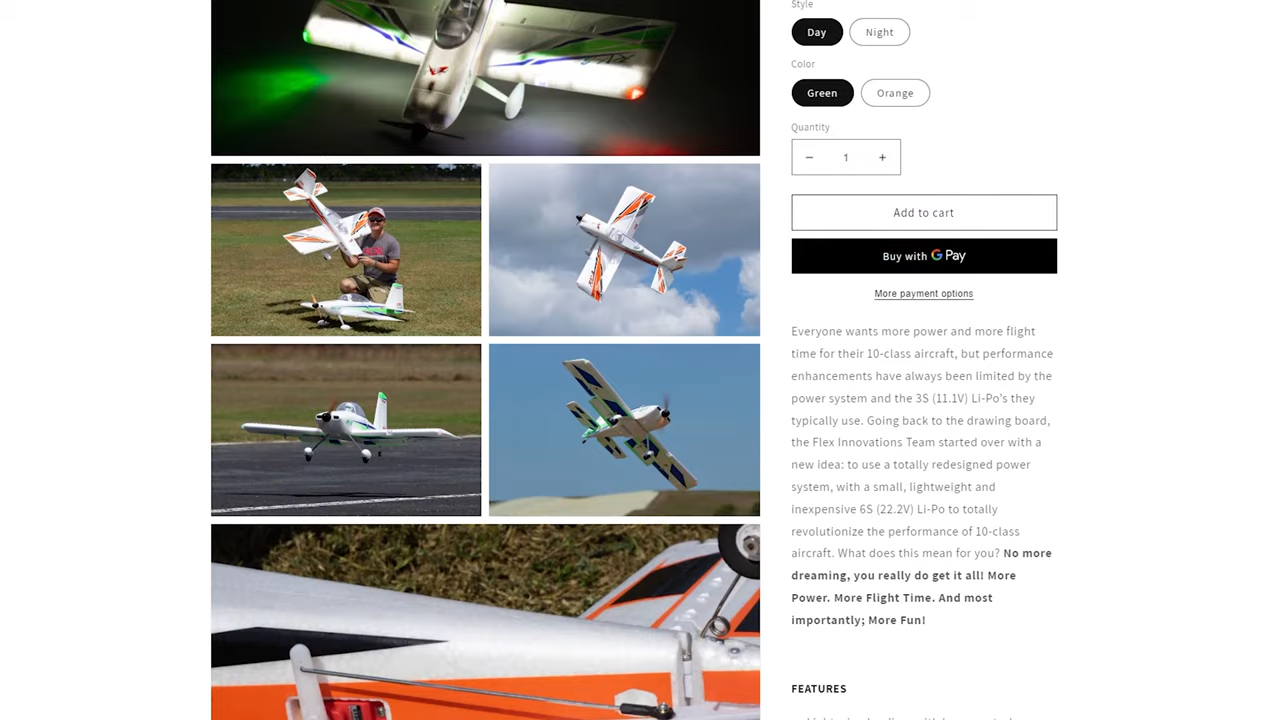 Style
Day
Night
Color
Green
Orange
Quantity
−
1
+
Add to cart
Buy with G Pay
More payment options
Everyone wants more power and more flight
time for their 10-class aircraft, but performance
enhancements have always been limited by the
power system and the 3S (11.1V) Li-Po's they
typically use. Going back to the drawing board,
the Flex Innovations Team started over with a
new idea: to use a totally redesigned power
system, with a small, lightweight and
inexpensive 6S (22.2V) Li-Po to totally
revolutionize the performance of 10-class
aircraft. What does this mean for you? No more
dreaming, you really do get it all! More
Power. More Flight Time. And most
importantly; More Fun!
FEATURES